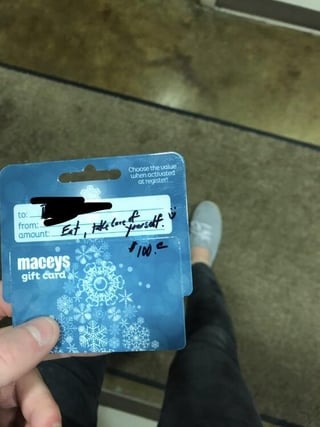 Choose the value
when activated
at register!
to:
from: Eat, take care of
amount: yourself. :)
$100.
maceys
gift card